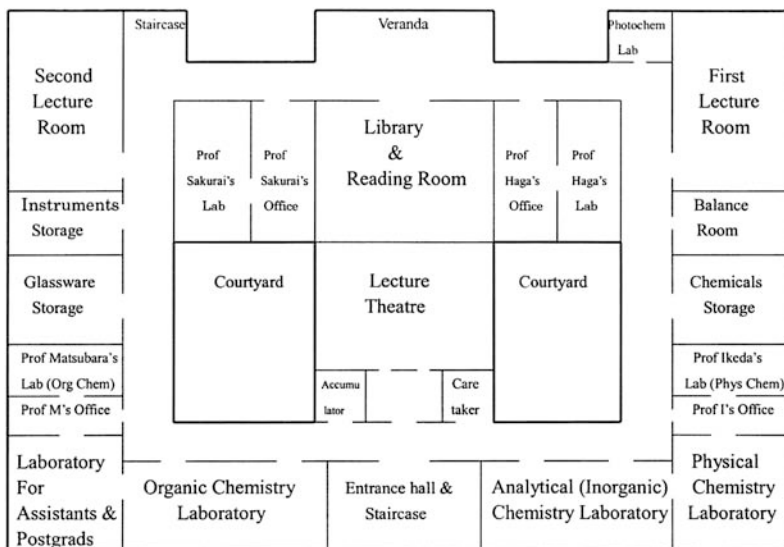 Staircase
Veranda
Photochem
Lab
Second
Lecture
Room
First
Lecture
Room
Library
&
Reading Room
Prof
Sakurai's
Lab
Prof
Sakurai's
Office
Prof
Haga's
Office
Prof
Haga's
Lab
Instruments
Storage
Balance
Room
Glassware
Storage
Courtyard
Lecture
Theatre
Courtyard
Chemicals
Storage
Prof Matsubara's
Lab (Org Chem)
Accumu
lator
Care
taker
Prof Ikeda's
Lab (Phys Chem)
Prof M's Office
Prof I's Office
Laboratory
For
Assistants &
Postgrads
Organic Chemistry
Laboratory
Entrance hall &
Staircase
Analytical (Inorganic)
Chemistry Laboratory
Physical
Chemistry
Laboratory